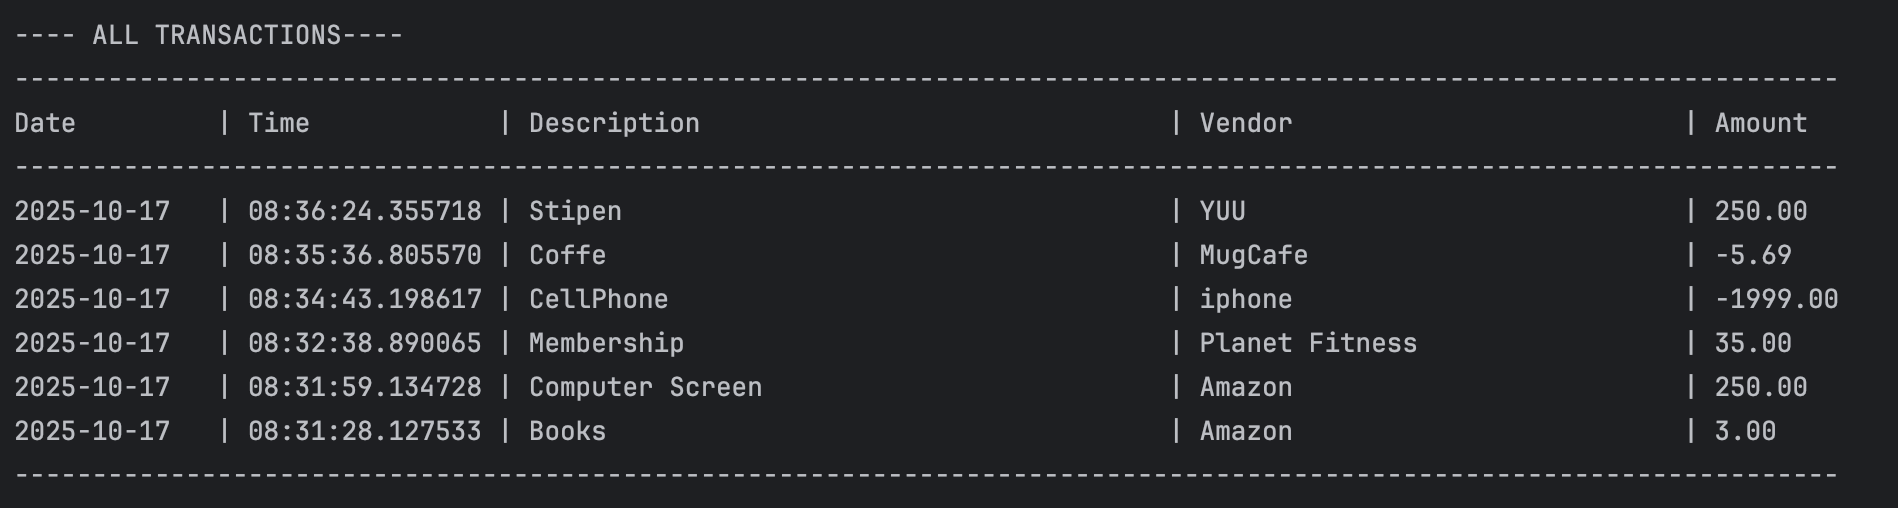 ---- ALL TRANSACTIONS----
---------------------------------------------------------------------------------------------------------------------
Date         | Time            | Description                              | Vendor                         | Amount
---------------------------------------------------------------------------------------------------------------------
2025-10-17   | 08:36:24.355718 | Stipen                                   | YUU                            | 250.00
2025-10-17   | 08:35:36.805570 | Coffe                                    | MugCafe                        | -5.69
2025-10-17   | 08:34:43.198617 | CellPhone                                | iphone                         | -1999.00
2025-10-17   | 08:32:38.890065 | Membership                               | Planet Fitness                 | 35.00
2025-10-17   | 08:31:59.134728 | Computer Screen                          | Amazon                         | 250.00
2025-10-17   | 08:31:28.127533 | Books                                    | Amazon                         | 3.00
---------------------------------------------------------------------------------------------------------------------